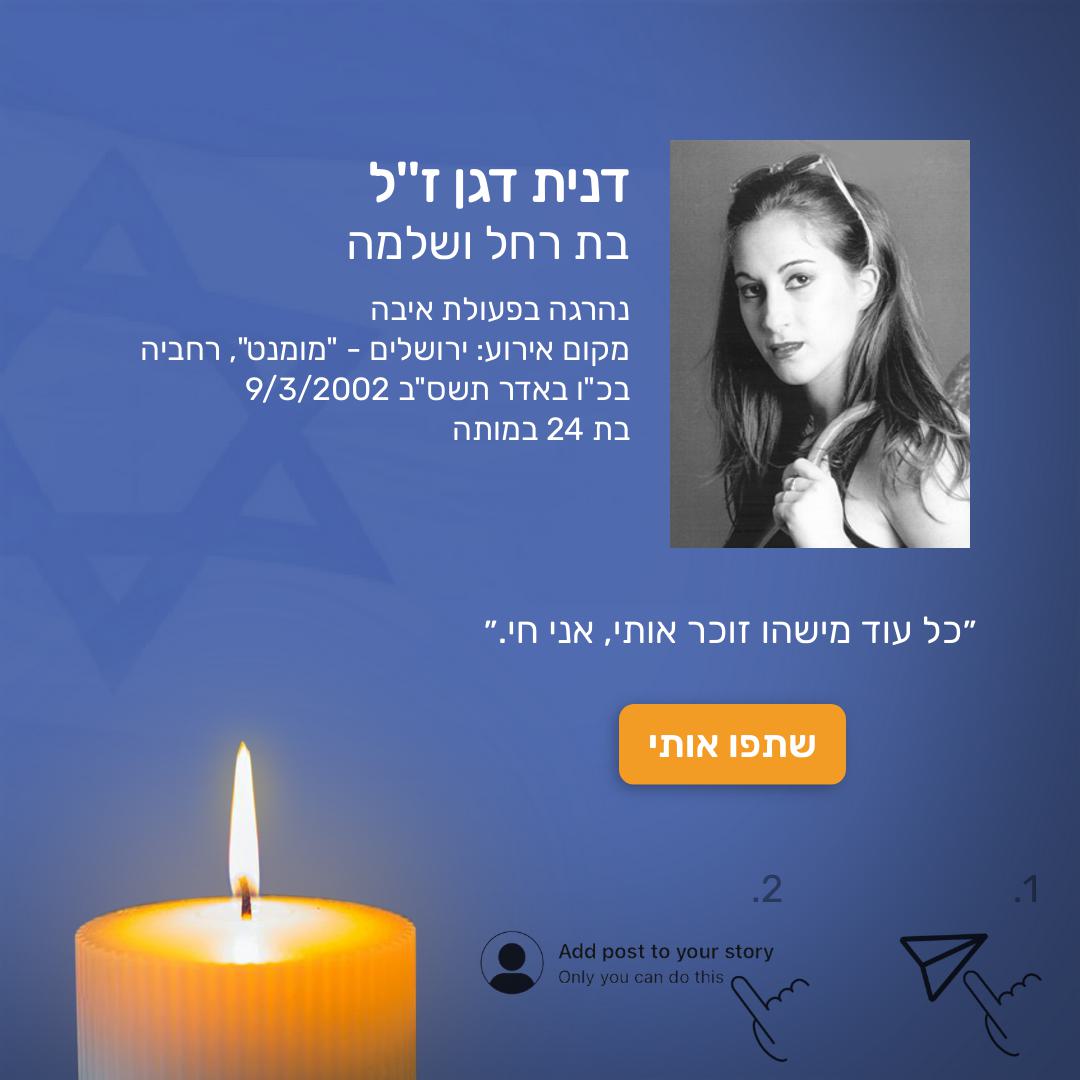 דנית דגן ז"ל
בת רחל ושלמה
נהרגה בפעולת איבה
מקום אירוע: ירושלים - "מומנט", רחביה
בכ"ו באדר תשס"ב 9/3/2002
בת 24 במותה
״כל עוד מישהו זוכר אותי, אני חי.״
שתפו אותי
1.
2.
Add post to your story
Only you can do this